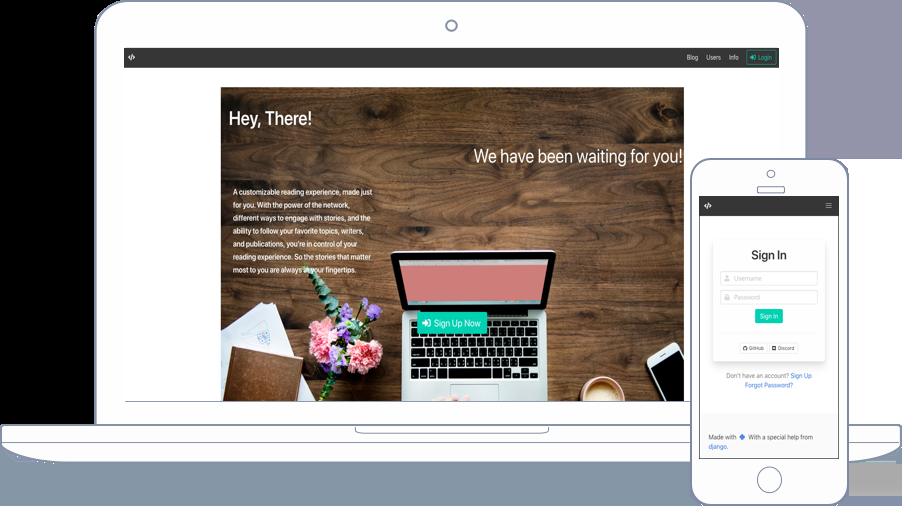 </> Blog Users Info Login
Hey, There!
We have been waiting for you!
A customizable reading experience, made just
for you. With the power of the network,
different ways to engage with stories, and the
ability to follow your favorite topics, writers,
and publications, you're in control of your
reading experience. So the stories that matter
most to you are always at your fingertips.
Sign Up Now
</>
Sign In
Username
Password
Sign In
GitHub Discord
Don't have an account? Sign Up
Forgot Password?
Made with With a special help from
django.